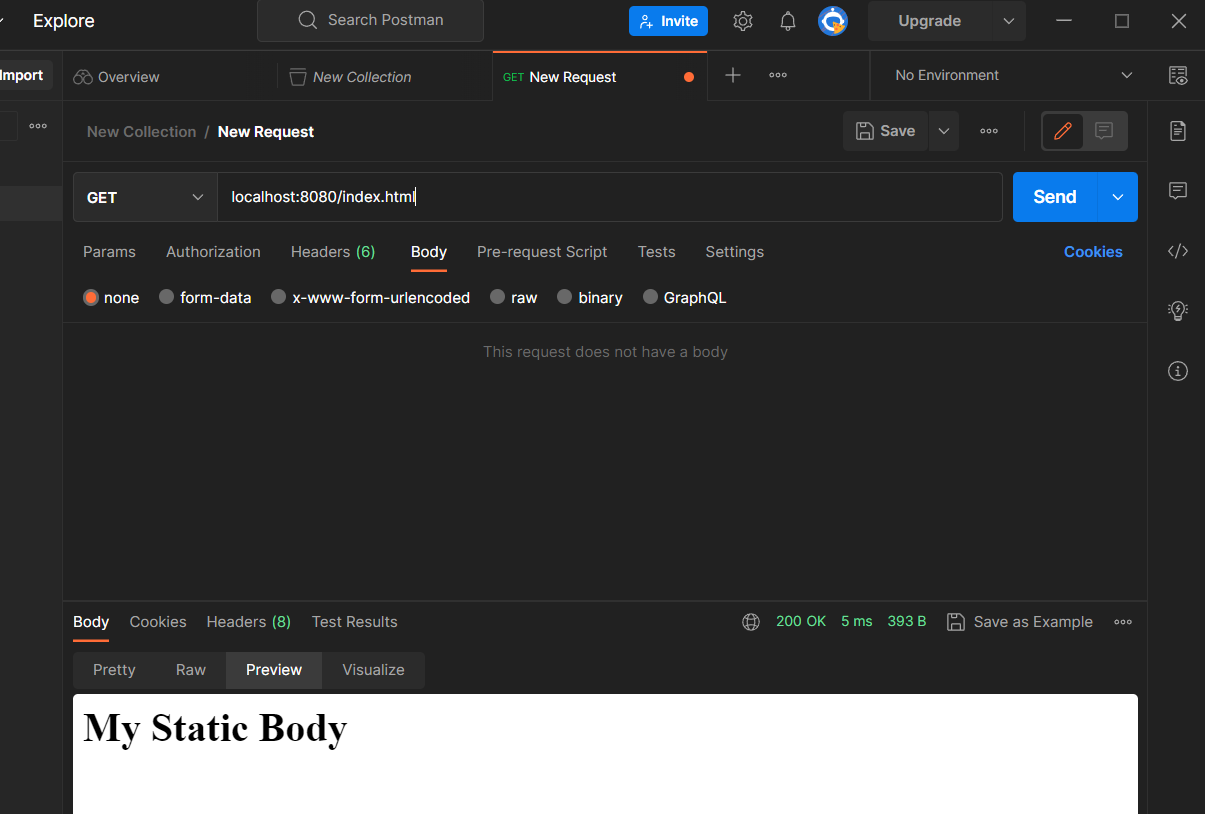 Explore Search Postman Invite Upgrade
Import Overview New Collection GET New Request No Environment
New Collection / New Request Save
GET localhost:8080/index.html Send
Params Authorization Headers (6) Body Pre-request Script Tests Settings Cookies
none form-data x-www-form-urlencoded raw binary GraphQL
This request does not have a body
Body Cookies Headers (8) Test Results 200 OK 5 ms 393 B Save as Example
Pretty Raw Preview Visualize
My Static Body